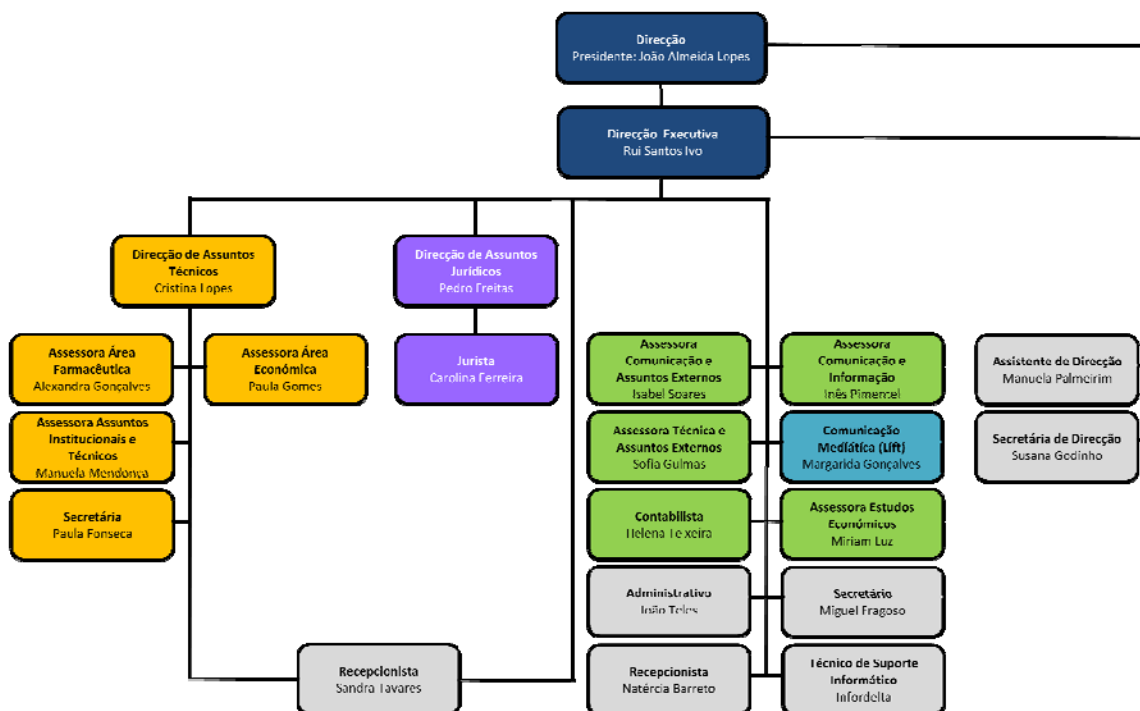 Direcção
Presidente: João Almeida Lopes
Direcção Executiva
Rui Santos Ivo
Direcção de Assuntos
Técnicos
Cristina Lopes
Direcção de Assuntos
Jurídicos
Pedro Freitas
Assessora Área
Farmacêutica
Alexandra Gonçalves
Assessora Área
Económica
Paula Gomes
Jurista
Carolina Ferreira
Assessora
Comunicação e
Assuntos Externos
Isabel Soares
Assessora
Comunicação e
Informação
Inês Pimentel
Assistente de Direcção
Manuela Palmeirim
Assessora Assuntos
Institucionais e
Técnicos
Manuela Mendonça
Assessora Técnica e
Assuntos Externos
Sofia Gulmas
Comunicação
Mediática (Lift)
Margarida Gonçalves
Secretária de Direcção
Susana Godinho
Secretária
Paula Fonseca
Contabilista
Helena Teixeira
Assessora Estudos
Económicos
Miriam Luz
Administrativo
João Teles
Secretário
Miguel Fragoso
Recepcionista
Sandra Tavares
Recepcionista
Natércia Barreto
Técnico de Suporte
Informático
Infordelta